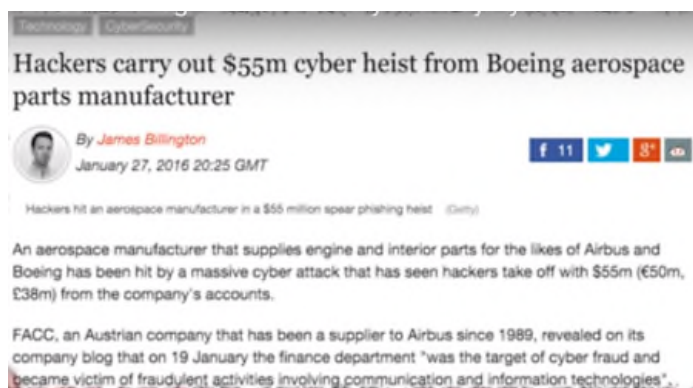 Technology CyberSecurity
Hackers carry out $55m cyber heist from Boeing aerospace
parts manufacturer
By James Billington
January 27, 2016 20:25 GMT
f 11 g+
Hackers hit an aerospace manufacturer in a $55 million spear phishing heist (Getty)
An aerospace manufacturer that supplies engine and interior parts for the likes of Airbus and
Boeing has been hit by a massive cyber attack that has seen hackers take off with $55m (€50m,
£38m) from the company's accounts.
FACC, an Austrian company that has been a supplier to Airbus since 1989, revealed on its
company blog that on 19 January the finance department "was the target of cyber fraud and
became victim of fraudulent activities involving communication and information technologies".